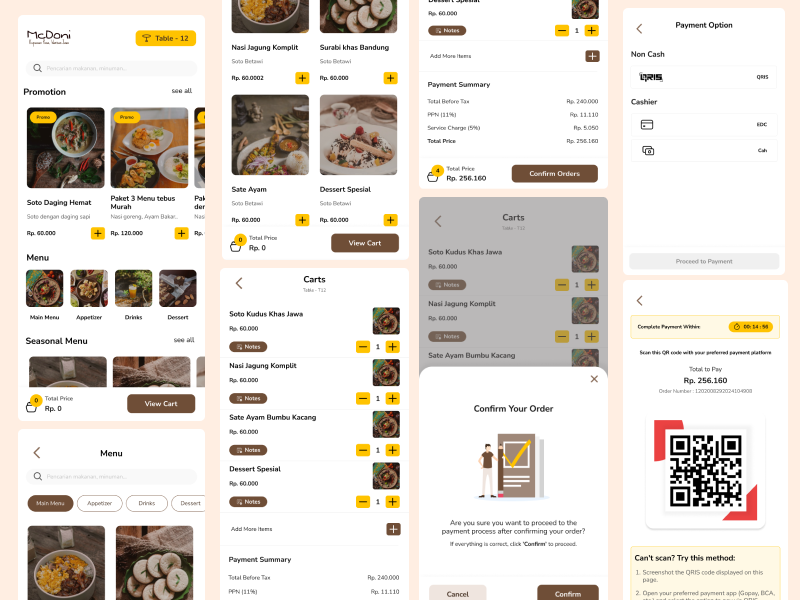 McDoni
Table - 12
Pencarian makanan, minuman..
Promotion
see all
Promo
Promo
Soto Daging Hemat
Soto dengan daging sapi
Rp. 60.000
Paket 3 Menu tebus
Murah
Nasi goreng, Ayam Bakar..
Rp. 120.000
Menu
Main Menu
Appetizer
Drinks
Dessert
Seasonal Menu
see all
0
Total Price
Rp. 0
View Cart
Menu
Pencarian makanan, minuman...
Main Menu
Appetizer
Drinks
Dessert
Nasi Jagung Komplit
Soto Betawi
Rp. 60.0002
Surabi khas Bandung
Soto Betawi
Rp. 60.000
Sate Ayam
Soto Betawi
Rp. 60.000
Dessert Spesial
Soto Betawi
Rp. 60.000
0
Total Price
Rp. 0
View Cart
Carts
Table - T12
Soto Kudus Khas Jawa
Rp. 60.000
Notes
1
Nasi Jagung Komplit
Rp. 60.000
Notes
1
Sate Ayam Bumbu Kacang
Rp. 60.000
Notes
1
Dessert Spesial
Rp. 60.000
Notes
1
Add More Items
Payment Summary
Total Before Tax
Rp. 240.000
PPN (11%)
Rp. 11.110
Dessert Spesial
Rp. 60.000
Notes
1
Add More Items
Payment Summary
Total Before Tax
Rp. 240.000
PPN (11%)
Rp. 11.110
Service Charge (5%)
Rp. 5.050
Total Price
Rp. 256.160
4
Total Price
Rp. 256.160
Confirm Orders
Carts
Table - T12
Soto Kudus Khas Jawa
Rp. 60.000
Notes
1
Nasi Jagung Komplit
Rp. 60.000
Notes
1
Sate Ayam Bumbu Kacang
Rp. 60.000
Confirm Your Order
Are you sure you want to proceed to the
payment process after confirming your order?
If everything is correct, click 'Confirm' to proceed.
Cancel
Confirm
Payment Option
Non Cash
QRIS
QRIS
Cashier
EDC
Cah
Proceed to Payment
Complete Payment Within:
00 : 14 : 56
Scan this QR code with your preferred payment platform
Total to Pay
Rp. 256.160
Can't scan? Try this method:
1. Screenshot the QRIS code displayed on this
page.
2. Open your preferred payment app (Gopay, BCA,